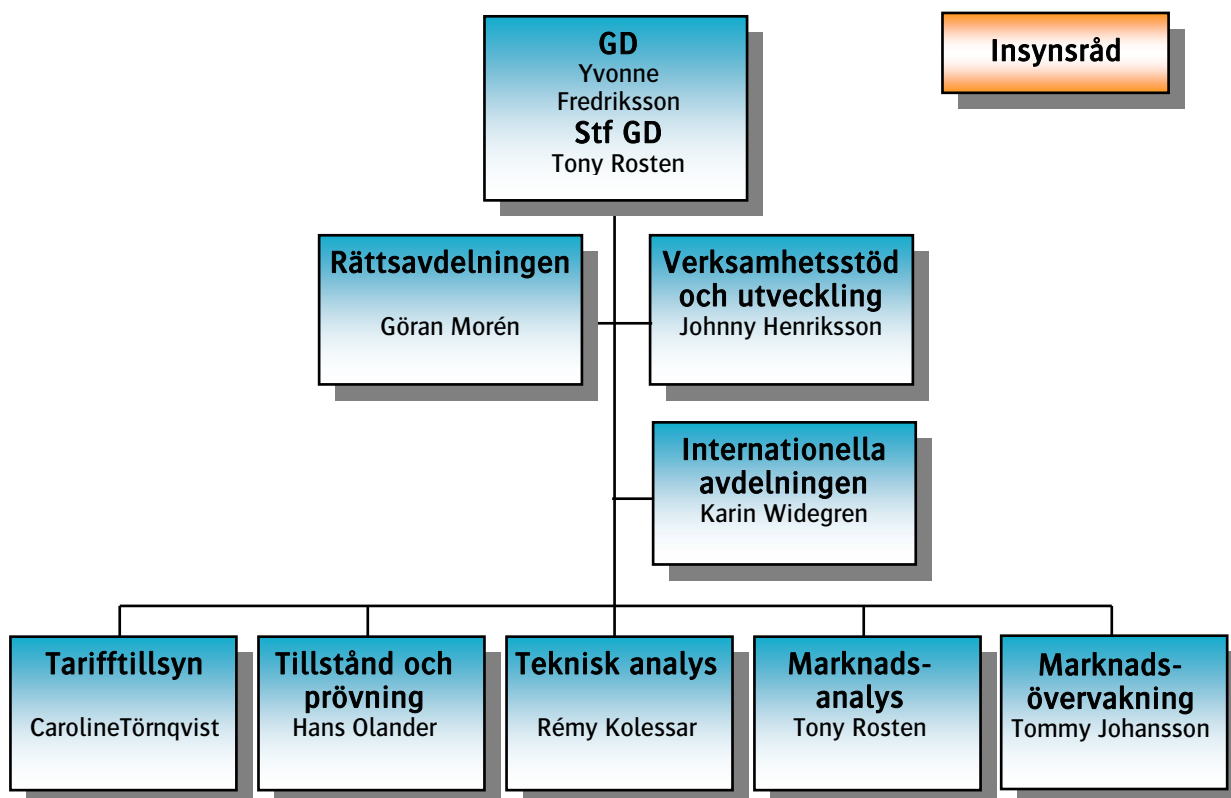 GD
Yvonne
Fredriksson
Stf GD
Tony Rosten
Insynsråd
Rättsavdelningen
Göran Morén
Verksamhetsstöd
och utveckling
Johnny Henriksson
Internationella
avdelningen
Karin Widegren
Tarifftillsyn
CarolineTörnqvist
Tillstånd och
prövning
Hans Olander
Teknisk analys
Rémy Kolessar
Marknads-
analys
Tony Rosten
Marknads-
övervakning
Tommy Johansson